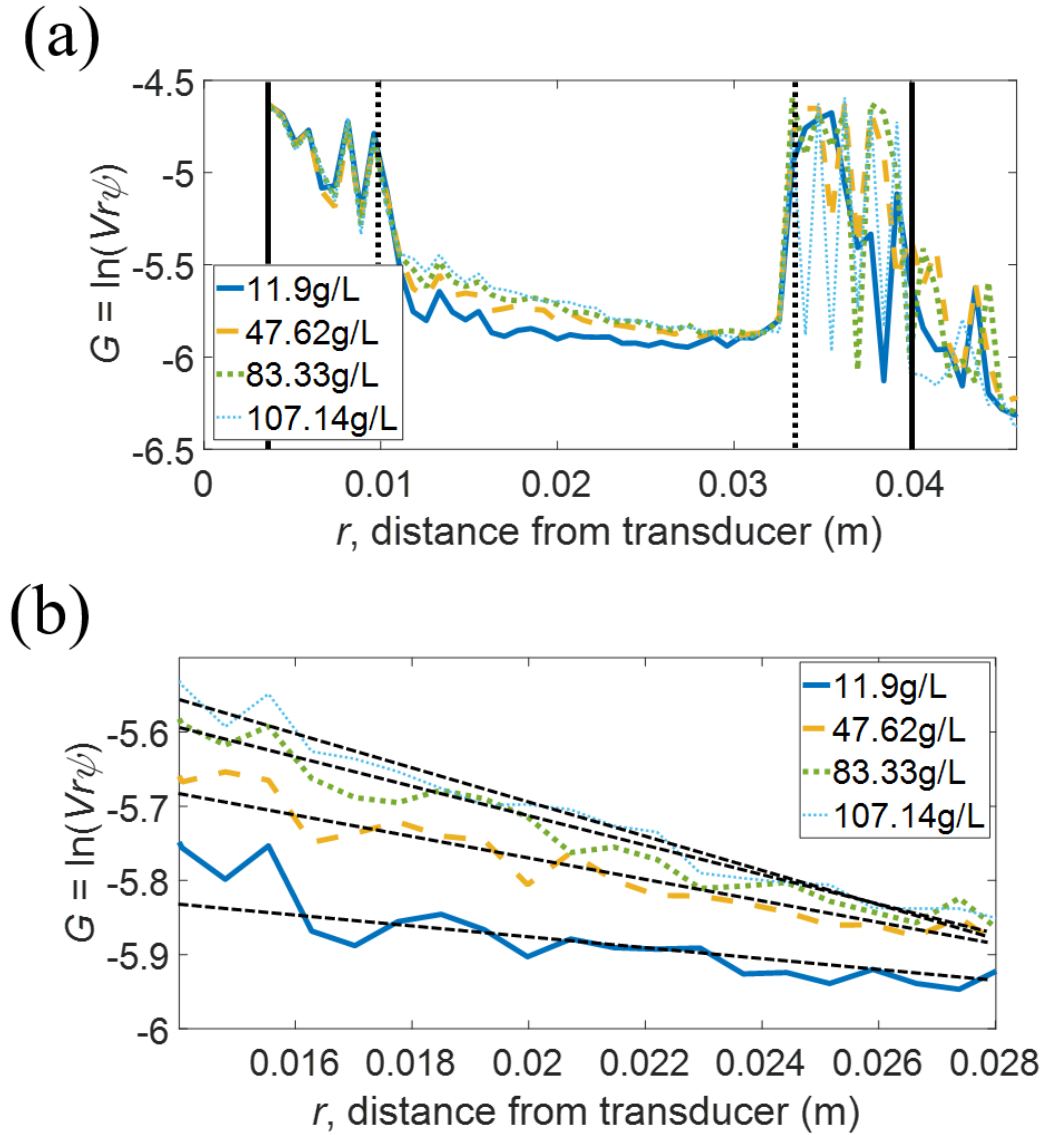 (a)
G = ln(Vrψ)
-4.5
-5
-5.5
-6
-6.5
11.9g/L
47.62g/L
83.33g/L
107.14g/L
0 0.01 0.02 0.03 0.04
r, distance from transducer (m)
(b)
G = ln(Vrψ)
-5.6
-5.7
-5.8
-5.9
-6
11.9g/L
47.62g/L
83.33g/L
107.14g/L
0.016 0.018 0.02 0.022 0.024 0.026 0.028
r, distance from transducer (m)